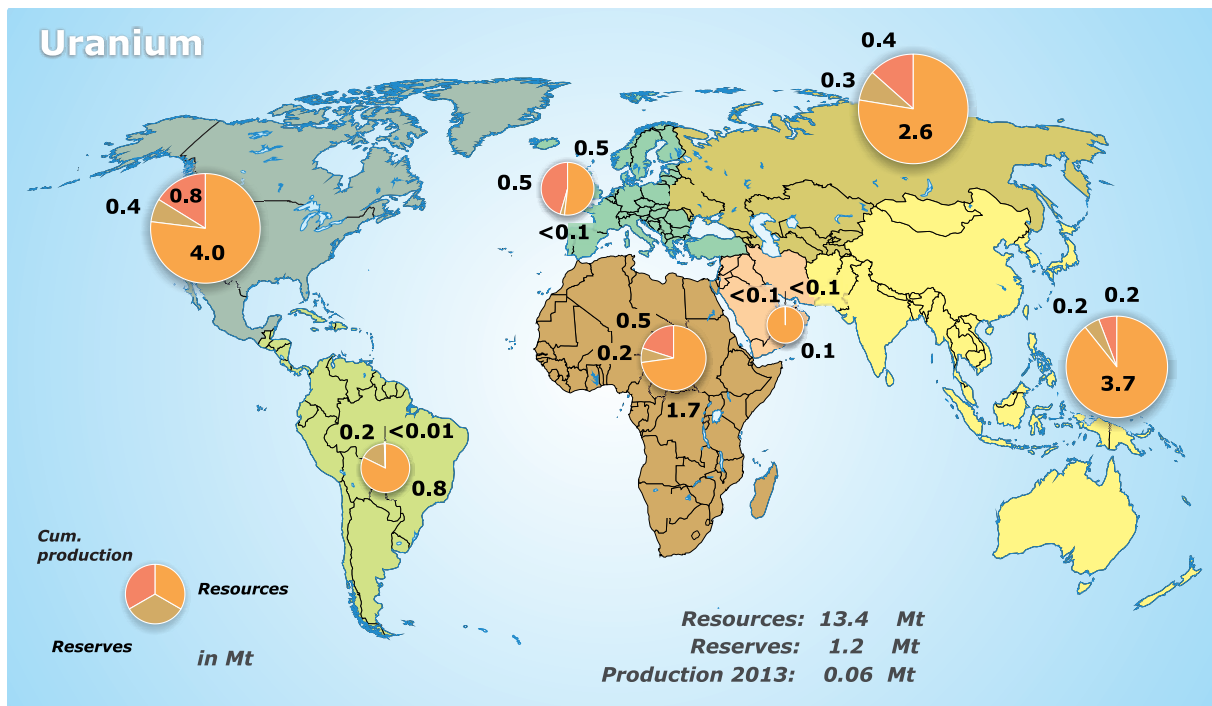 Uranium
0.4
0.3
2.6
0.5
0.5
<0.1
0.8
0.4
4.0
<0.1
<0.1
0.1
0.5
0.2
1.7
0.2
0.2
3.7
0.2
<0.01
0.8
Cum.
production
Resources
Reserves
in Mt
Resources: 13.4 Mt
Reserves: 1.2 Mt
Production 2013: 0.06 Mt